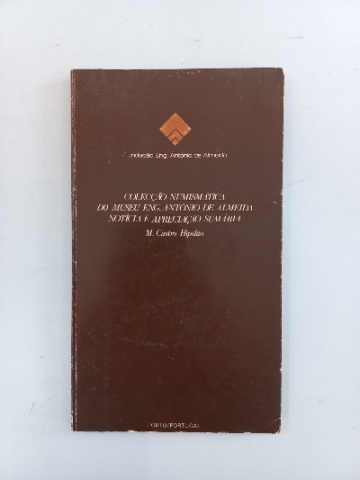 Fundação Eng. António de Almeida
COLECÇÃO NUMISMÁTICA
DO MUSEU ENG. ANTÓNIO DE ALMEIDA
NOTÍCIA E APRECIAÇÃO SUMÁRIA
M. Castro Hipólito
PORTO/PORTUGAL